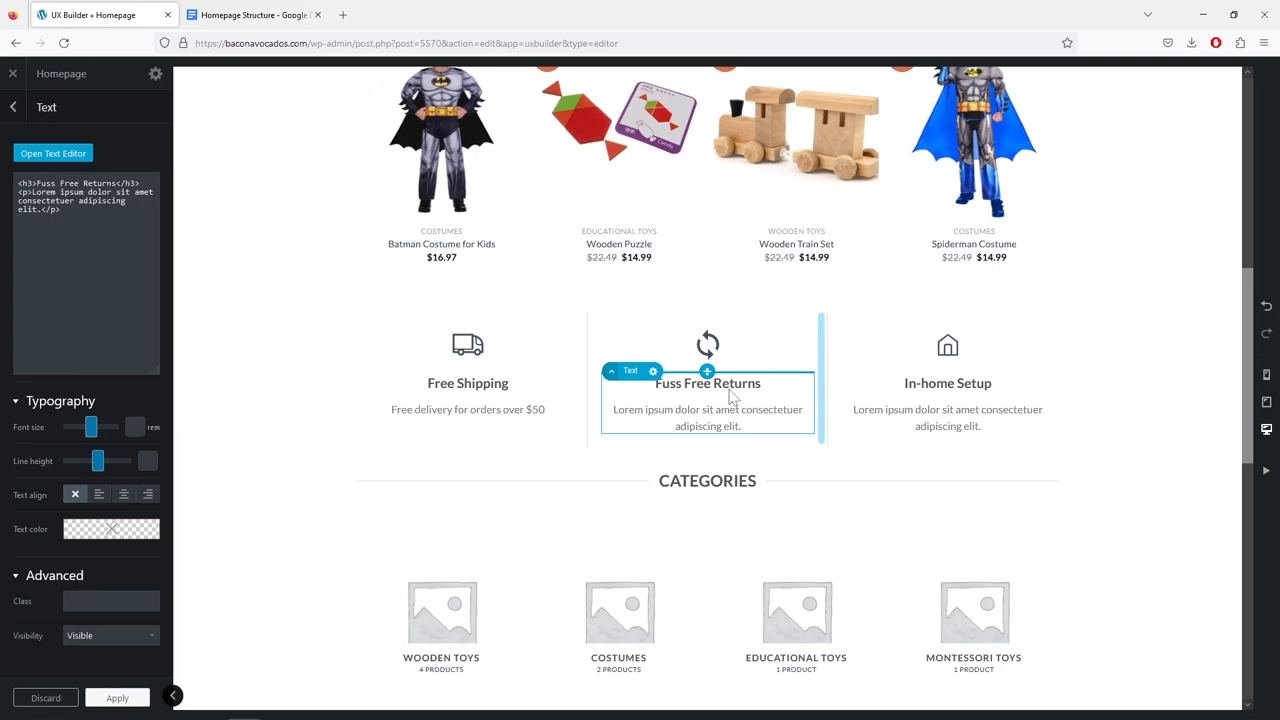 UX Builder » Homepage
Homepage Structure - Google
https://baconavocados.com/wp-admin/post.php?post=5570&action=edit&app=uxbuilder&type=editor
Homepage
Text
Open Text Editor
<h3>Fuss Free Returns</h3>
<p>Lorem ipsum dolor sit amet
consectetuer adipiscing
elit.</p>
Typography
Font size
rem
Line height
Text align
Text color
Advanced
Class
Visibility
Visible
Discard
Apply
COSTUMES
Batman Costume for Kids
$16.97
EDUCATIONAL TOYS
Wooden Puzzle
$22.49 $14.99
WOODEN TOYS
Wooden Train Set
$22.49 $14.99
COSTUMES
Spiderman Costume
$22.49 $14.99
Free Shipping
Free delivery for orders over $50
Text
Fuss Free Returns
Lorem ipsum dolor sit amet consectetuer
adipiscing elit.
In-home Setup
Lorem ipsum dolor sit amet consectetuer
adipiscing elit.
CATEGORIES
WOODEN TOYS
4 PRODUCTS
COSTUMES
2 PRODUCTS
EDUCATIONAL TOYS
1 PRODUCT
MONTESSORI TOYS
1 PRODUCT